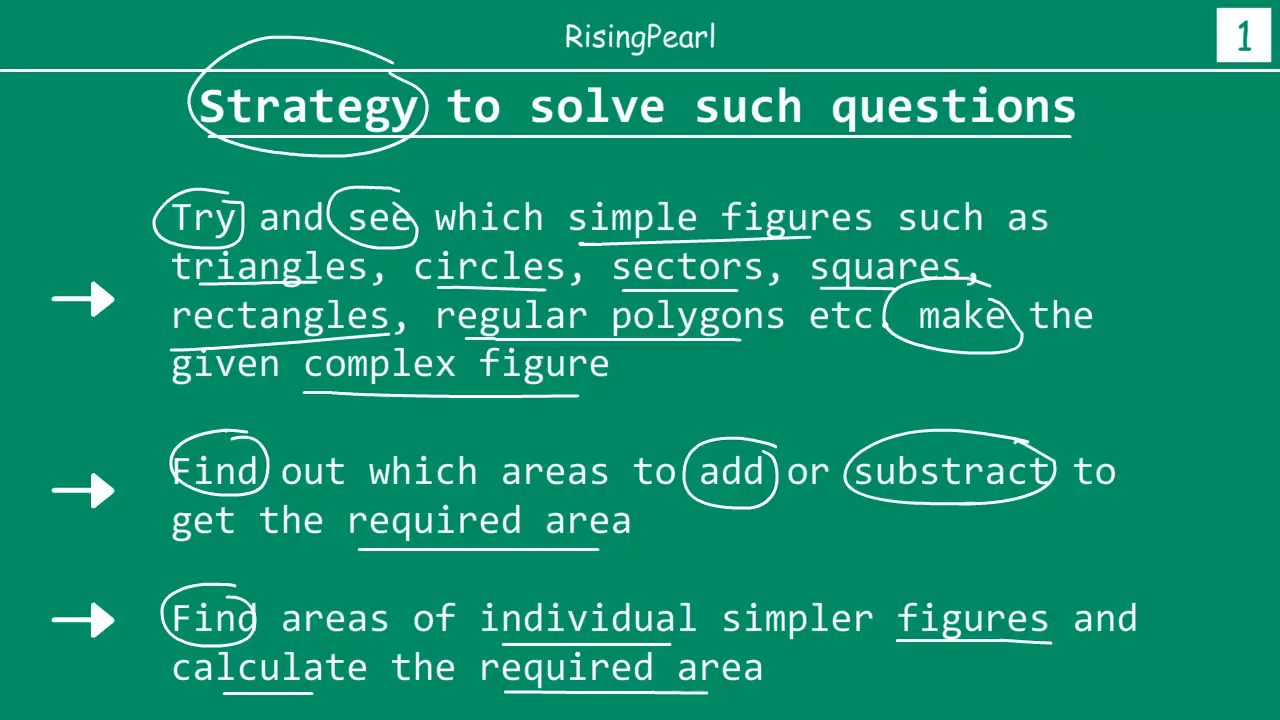 RisingPearl
1
Strategy to solve such questions
Try and see which simple figures such as
triangles, circles, sectors, squares,
rectangles, regular polygons etc. make the
given complex figure
Find out which areas to add or substract to
get the required area
Find areas of individual simpler figures and
calculate the required area